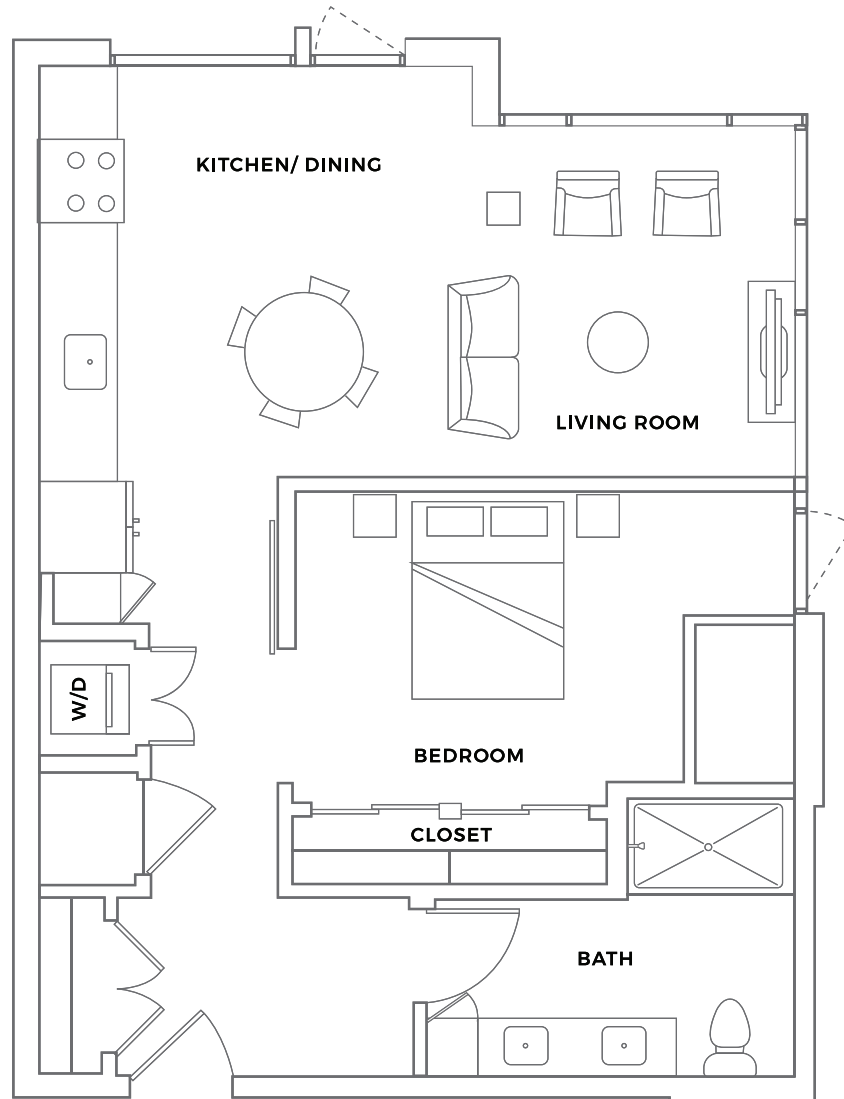 KITCHEN/ DINING
LIVING ROOM
W/D
BEDROOM
CLOSET
BATH